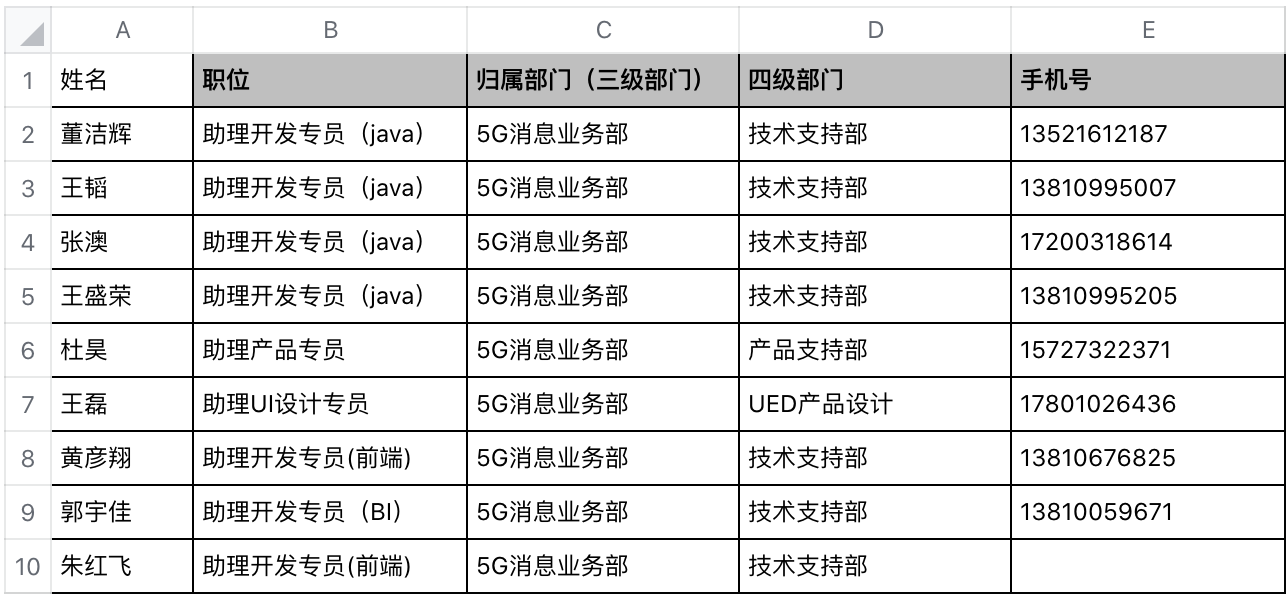 A B C D E
1 姓名 职位 归属部门（三级部门） 四级部门 手机号
2 董洁辉 助理开发专员（java） 5G消息业务部 技术支持部 13521612187
3 王韬 助理开发专员（java） 5G消息业务部 技术支持部 13810995007
4 张澳 助理开发专员（java） 5G消息业务部 技术支持部 17200318614
5 王盛荣 助理开发专员（java） 5G消息业务部 技术支持部 13810995205
6 杜昊 助理产品专员 5G消息业务部 产品支持部 15727322371
7 王磊 助理UI设计专员 5G消息业务部 UED产品设计 17801026436
8 黄彦翔 助理开发专员(前端) 5G消息业务部 技术支持部 13810676825
9 郭宇佳 助理开发专员（BI） 5G消息业务部 技术支持部 13810059671
10 朱红飞 助理开发专员(前端) 5G消息业务部 技术支持部